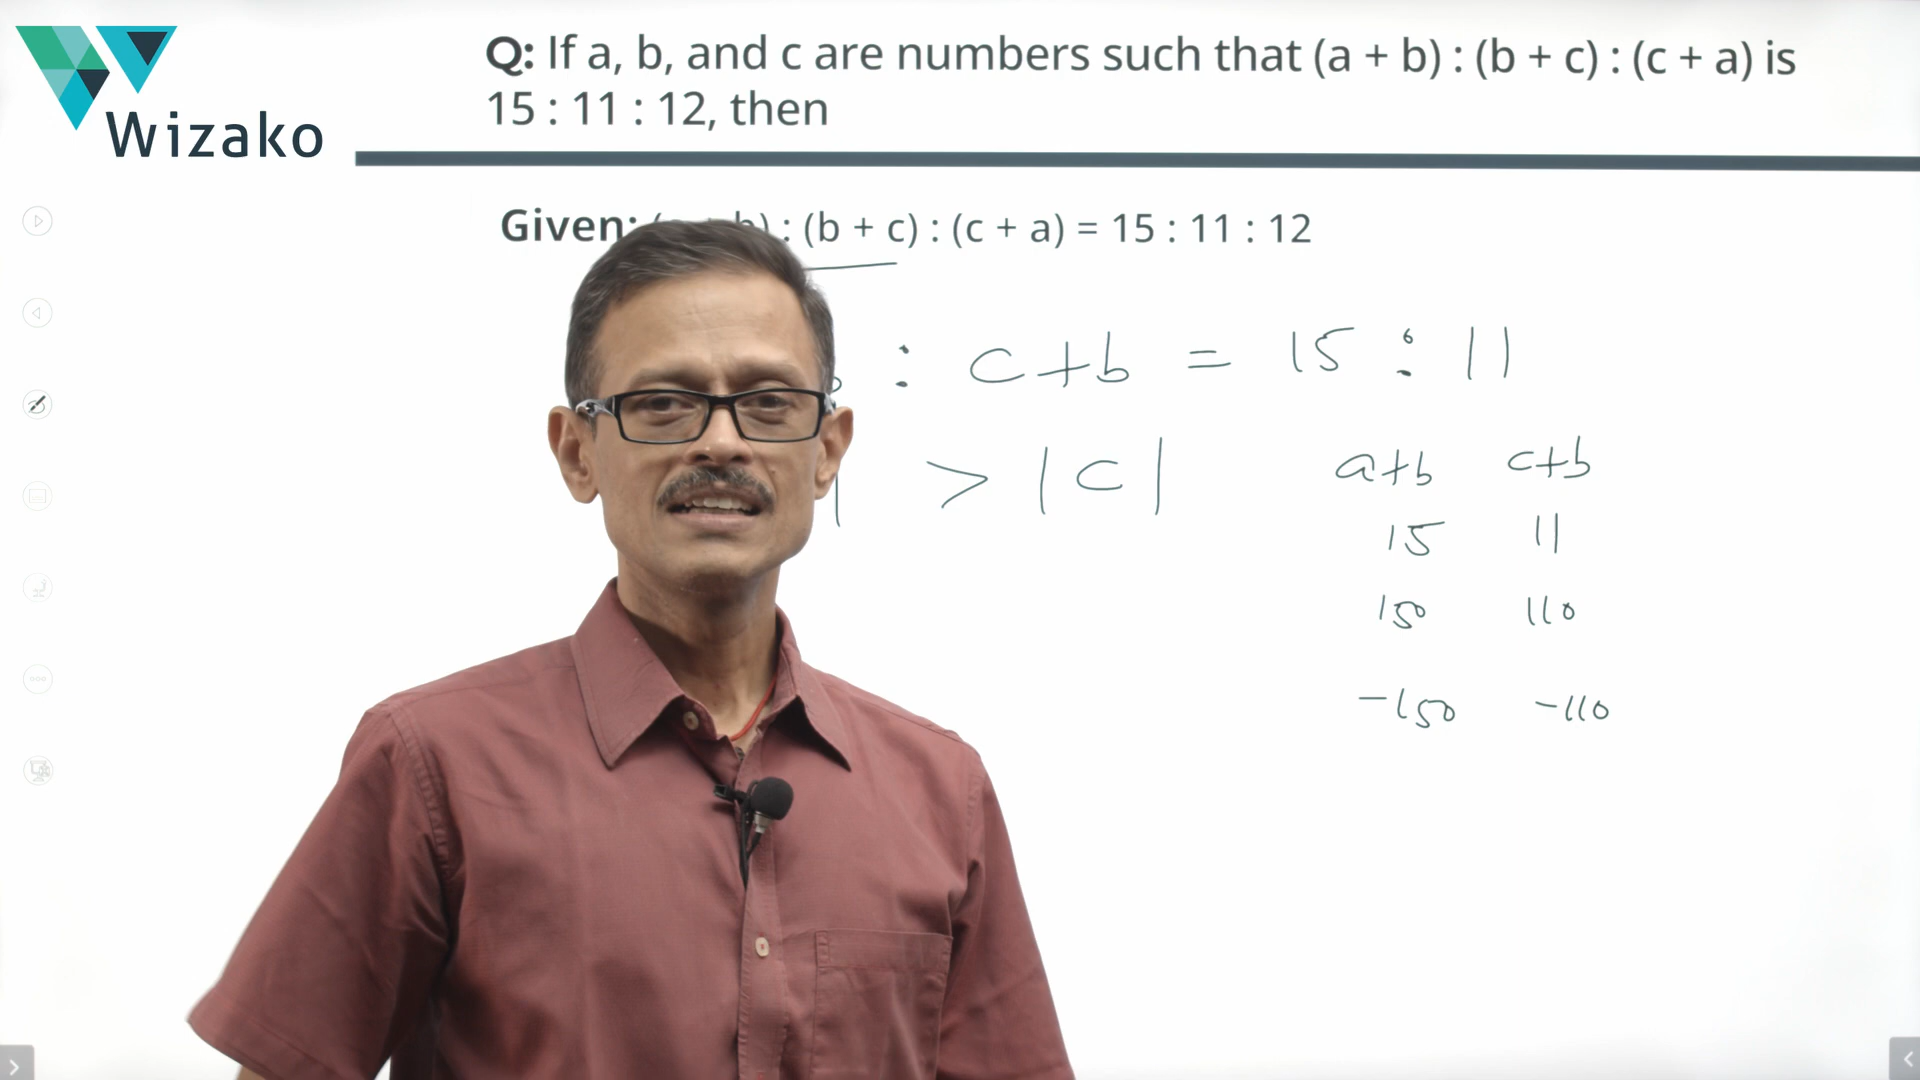 Wizako
Q: If a, b, and c are numbers such that (a + b) : (b + c) : (c + a) is
15 : 11 : 12, then
Given: : (b + c) : (c + a) = 15 : 11 : 12
: c+b = 15 : 11
> |c|
a+b c+b
15 11
150 110
-150 -110